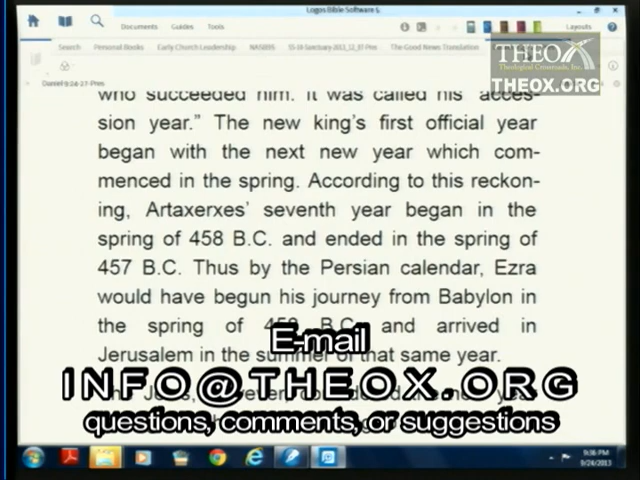 Logos Bible Software 5
Documents Guides Tools Layouts
Search Personal Books Early Church Leadership NASB95 The Good News Translation
THEOX
Theological Crossroads, Inc.
THEOX.ORG
Daniel 9:24-27-Pres
who succeeded him. It was called his "acces-
sion year." The new king's first official year
began with the next new year which com-
menced in the spring. According to this reckon-
ing, Artaxerxes' seventh year began in the
spring of 458 B.C. and ended in the spring of
457 B.C. Thus by the Persian calendar, Ezra
would have begun his journey from Babylon in
the spring of 458 B.C. and arrived in
Jerusalem in the summer of that same year.
E-mail
INFO@THEOX.ORG
questions, comments, or suggestions
9:36 PM
9/24/2013